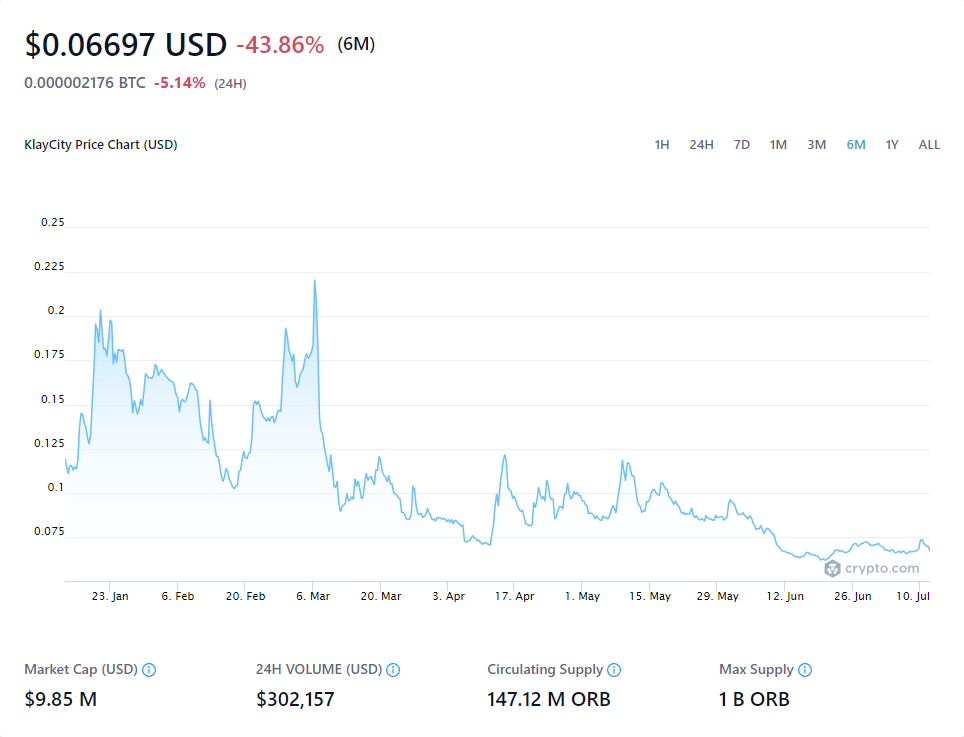 $0.06697 USD -43.86% (6M)
0.000002176 BTC -5.14% (24H)
KlayCity Price Chart (USD)
1H 24H 7D 1M 3M 6M 1Y ALL
0.25
0.225
0.2
0.175
0.15
0.125
0.1
0.075
crypto.com
23. Jan 6. Feb 20. Feb 6. Mar 20. Mar 3. Apr 17. Apr 1. May 15. May 29. May 12. Jun 26. Jun 10. Jul
Market Cap (USD) 24H VOLUME (USD) Circulating Supply Max Supply
$9.85 M $302,157 147.12 M ORB 1 B ORB